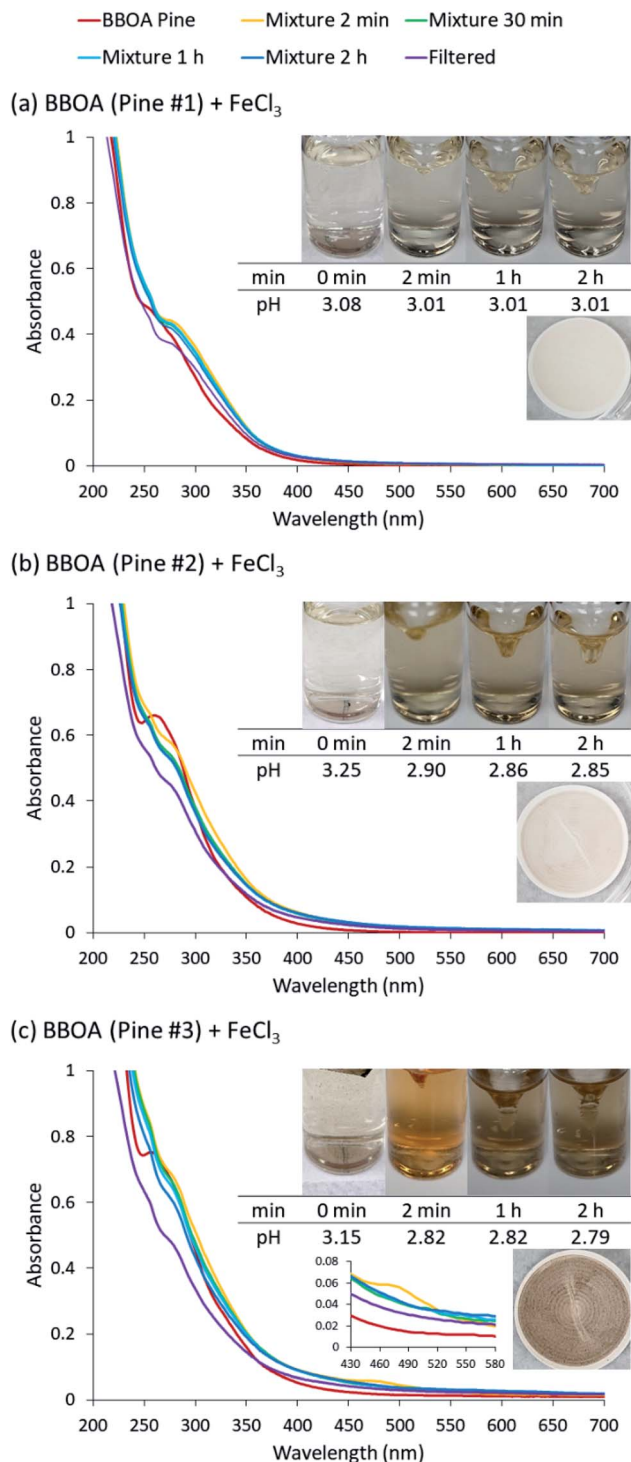 BBOA Pine Mixture 2 min Mixture 30 min
Mixture 1 h Mixture 2 h Filtered
(a) BBOA (Pine #1) + FeCl₃
1
0.8
0.6
0.4
0.2
0
Absorbance
min 0 min 2 min 1 h 2 h
pH 3.08 3.01 3.01 3.01
200 250 300 350 400 450 500 550 600 650 700
Wavelength (nm)
(b) BBOA (Pine #2) + FeCl₃
1
0.8
0.6
0.4
0.2
0
Absorbance
min 0 min 2 min 1 h 2 h
pH 3.25 2.90 2.86 2.85
200 250 300 350 400 450 500 550 600 650 700
Wavelength (nm)
(c) BBOA (Pine #3) + FeCl₃
1
0.8
0.6
0.4
0.2
0
Absorbance
min 0 min 2 min 1 h 2 h
pH 3.15 2.82 2.82 2.79
0.08
0.06
0.04
0.02
0
430 460 490 520 550 580
200 250 300 350 400 450 500 550 600 650 700
Wavelength (nm)